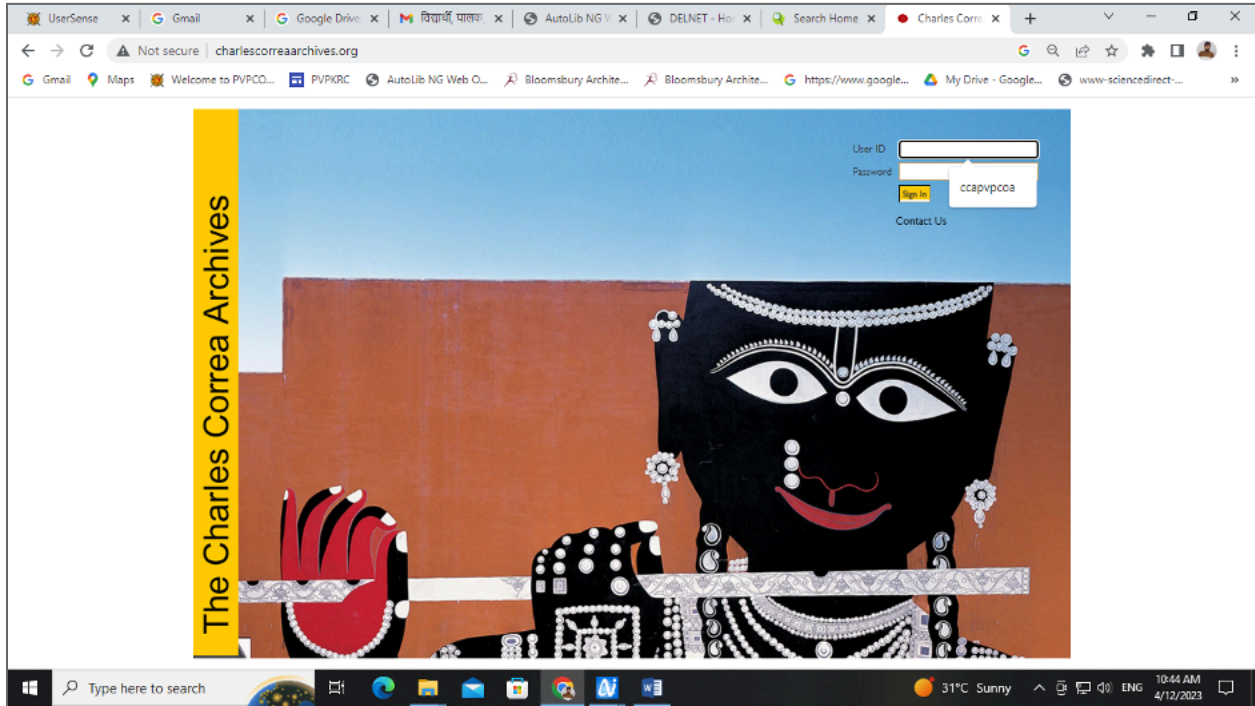 UserSense
Gmail
Google Drive
विद्यार्थी, पालक,
AutoLib NG V
DELNET - Ho
Search Home
Charles Corre
Not secure | charlescorreaarchives.org
Gmail
Maps
Welcome to PVPCO...
PVPKRC
AutoLib NG Web O...
Bloomsbury Archite...
Bloomsbury Archite...
https://www.google...
My Drive - Google...
www-sciencedirect-...
»
The Charles Correa Archives
User ID
Password
ccapvpcoa
Sign In
Contact Us
Type here to search
31°C Sunny
ENG
10:44 AM
4/12/2023